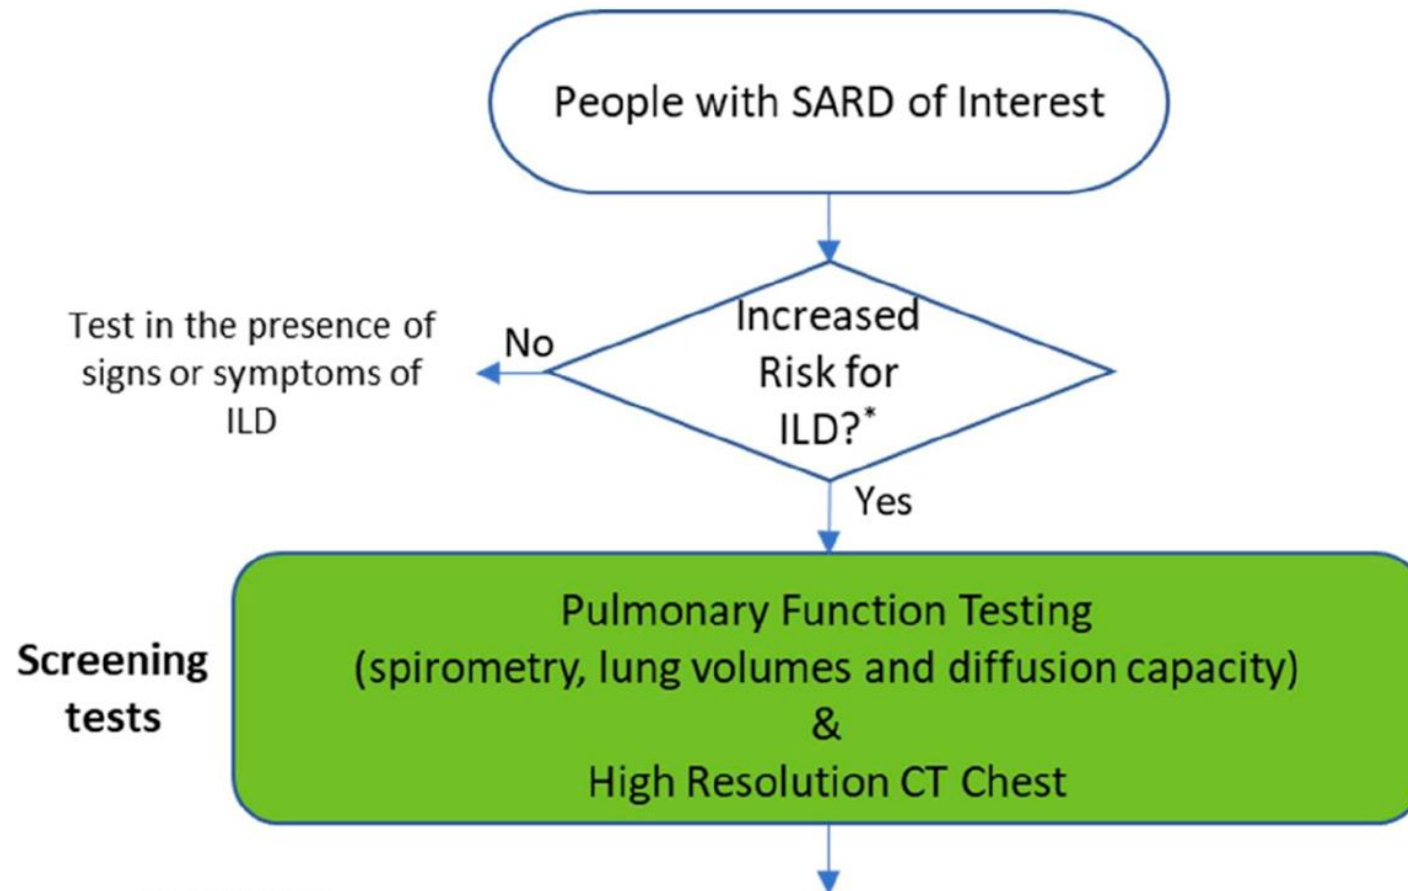 People with SARD of Interest
Increased
Risk for
ILD?*
No
Test in the presence of
signs or symptoms of
ILD
Yes
Screening
tests
Pulmonary Function Testing
(spirometry, lung volumes and diffusion capacity)
&
High Resolution CT Chest